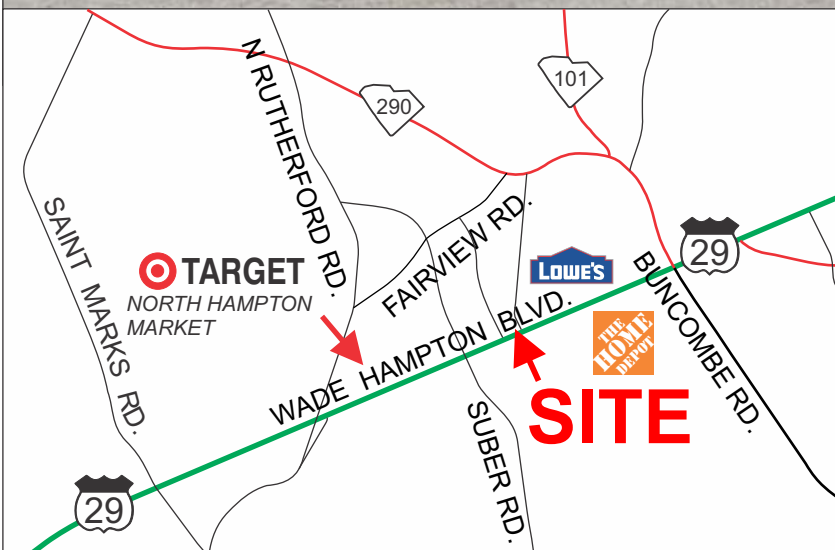 101
290
N RUTHERFORD RD.
SAINT MARKS RD.
FAIRVIEW RD.
29
TARGET
NORTH HAMPTON
MARKET
LOWE'S
BUNCOMBE RD.
THE
HOME
DEPOT
WADE HAMPTON BLVD.
SITE
SUBER RD.
29